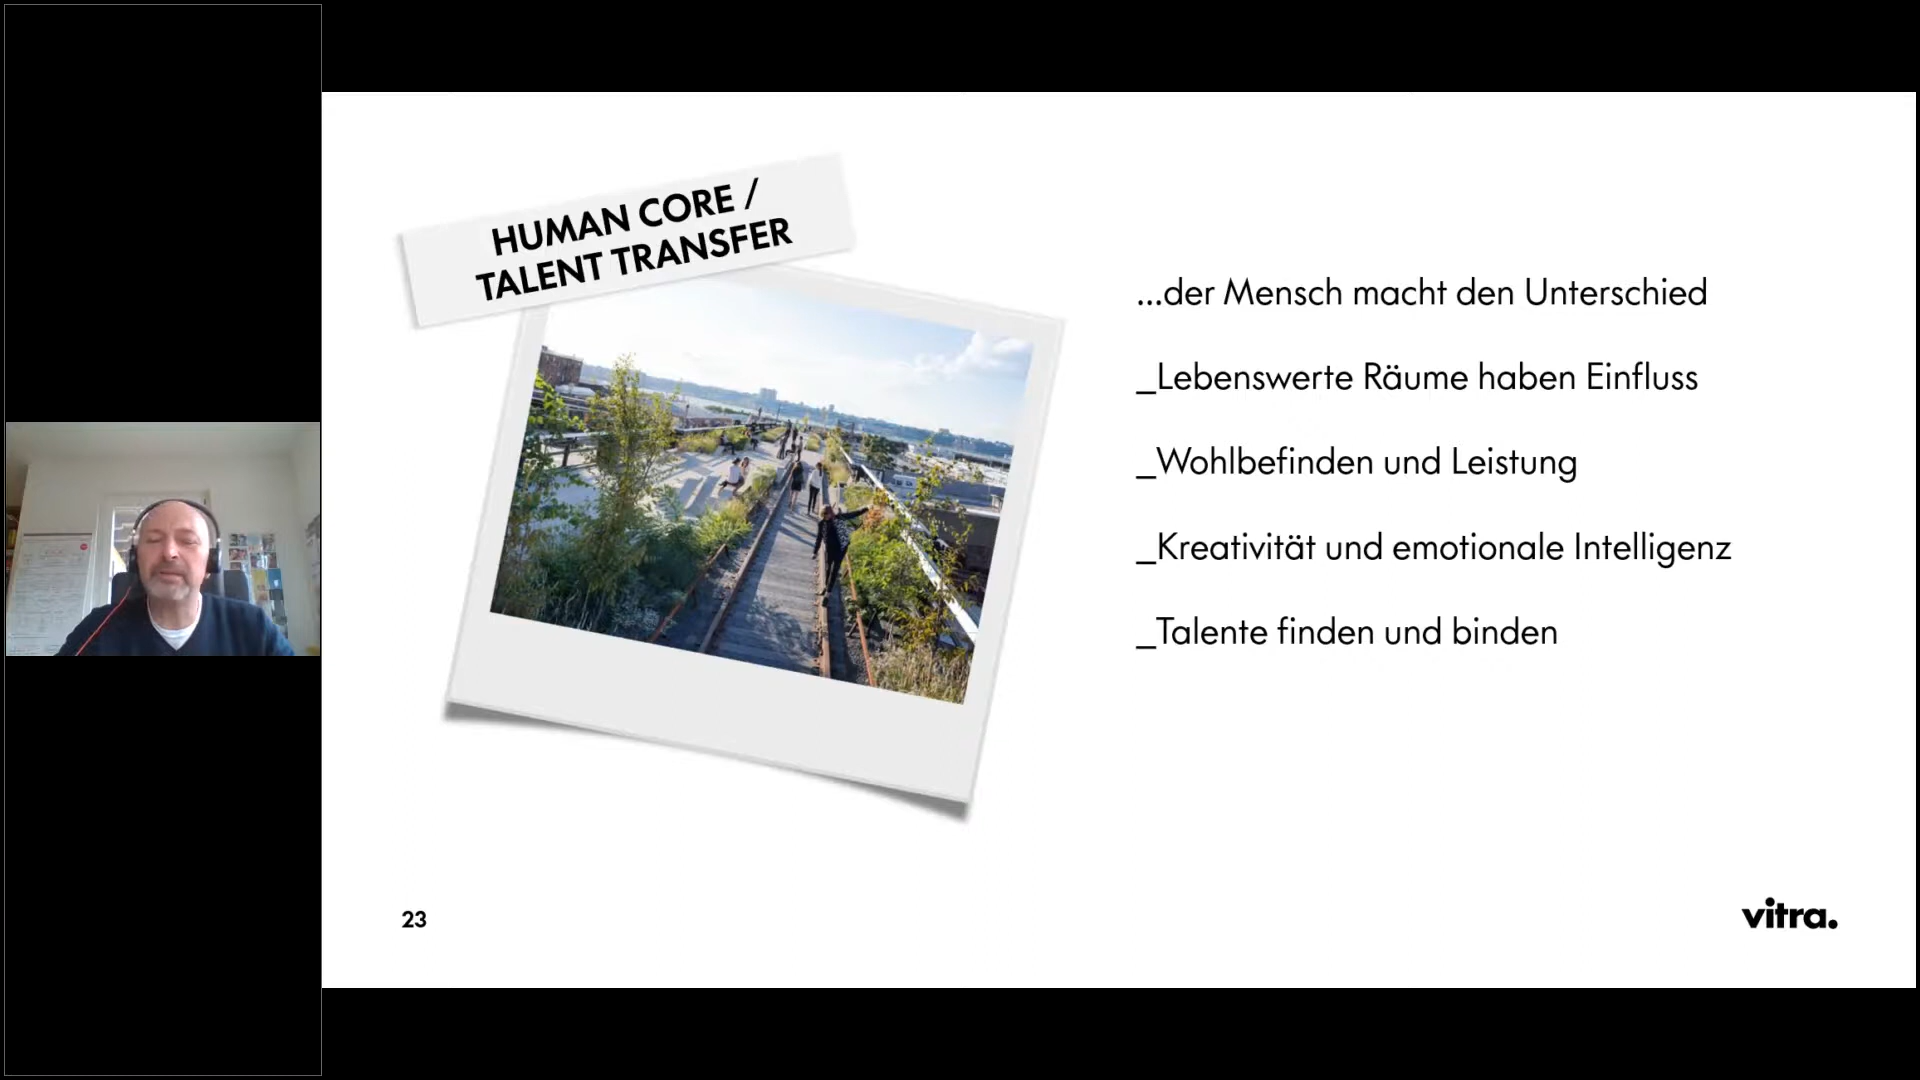 HUMAN CORE /
TALENT TRANSFER
...der Mensch macht den Unterschied
_Lebenswerte Räume haben Einfluss
_Wohlbefinden und Leistung
_Kreativität und emotionale Intelligenz
_Talente finden und binden
23
vitra.